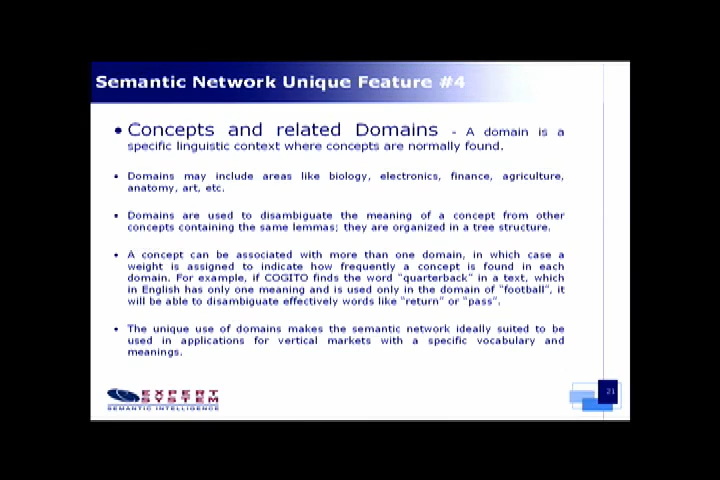 Semantic Network Unique Feature #4
• Concepts and related Domains - A domain is a
specific linguistic context where concepts are normally found.
• Domains may include areas like biology, electronics, finance, agriculture,
anatomy, art, etc.
• Domains are used to disambiguate the meaning of a concept from other
concepts containing the same lemmas; they are organized in a tree structure.
• A concept can be associated with more than one domain, in which case a
weight is assigned to indicate how frequently a concept is found in each
domain. For example, if COGITO finds the word “quarterback” in a text, which
in English has only one meaning and is used only in the domain of “football”, it
will be able to disambiguate effectively words like “return” or “pass”.
• The unique use of domains makes the semantic network ideally suited to be
used in applications for vertical markets with a specific vocabulary and
meanings.
EXPERT
SYSTEM
SEMANTIC INTELLIGENCE
21